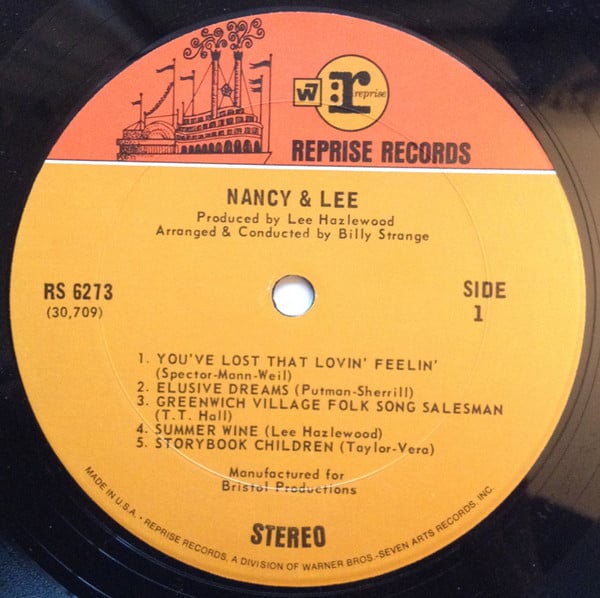 W7
r
reprise
REPRISE RECORDS
NANCY & LEE
Produced by Lee Hazlewood
Arranged & Conducted by Billy Strange
RS 6273
(30,709)
SIDE
1
1. YOU'VE LOST THAT LOVIN' FEELIN'
(Spector-Mann-Weil)
2. ELUSIVE DREAMS (Putman-Sherrill)
3. GREENWICH VILLAGE FOLK SONG SALESMAN
(T.T. Hall)
4. SUMMER WINE (Lee Hazlewood)
5. STORYBOOK CHILDREN (Taylor-Vera)
Manufactured for
Bristol Productions
STEREO
MADE IN U.S.A. • REPRISE RECORDS, A DIVISION OF WARNER BROS.-SEVEN ARTS RECORDS, INC.